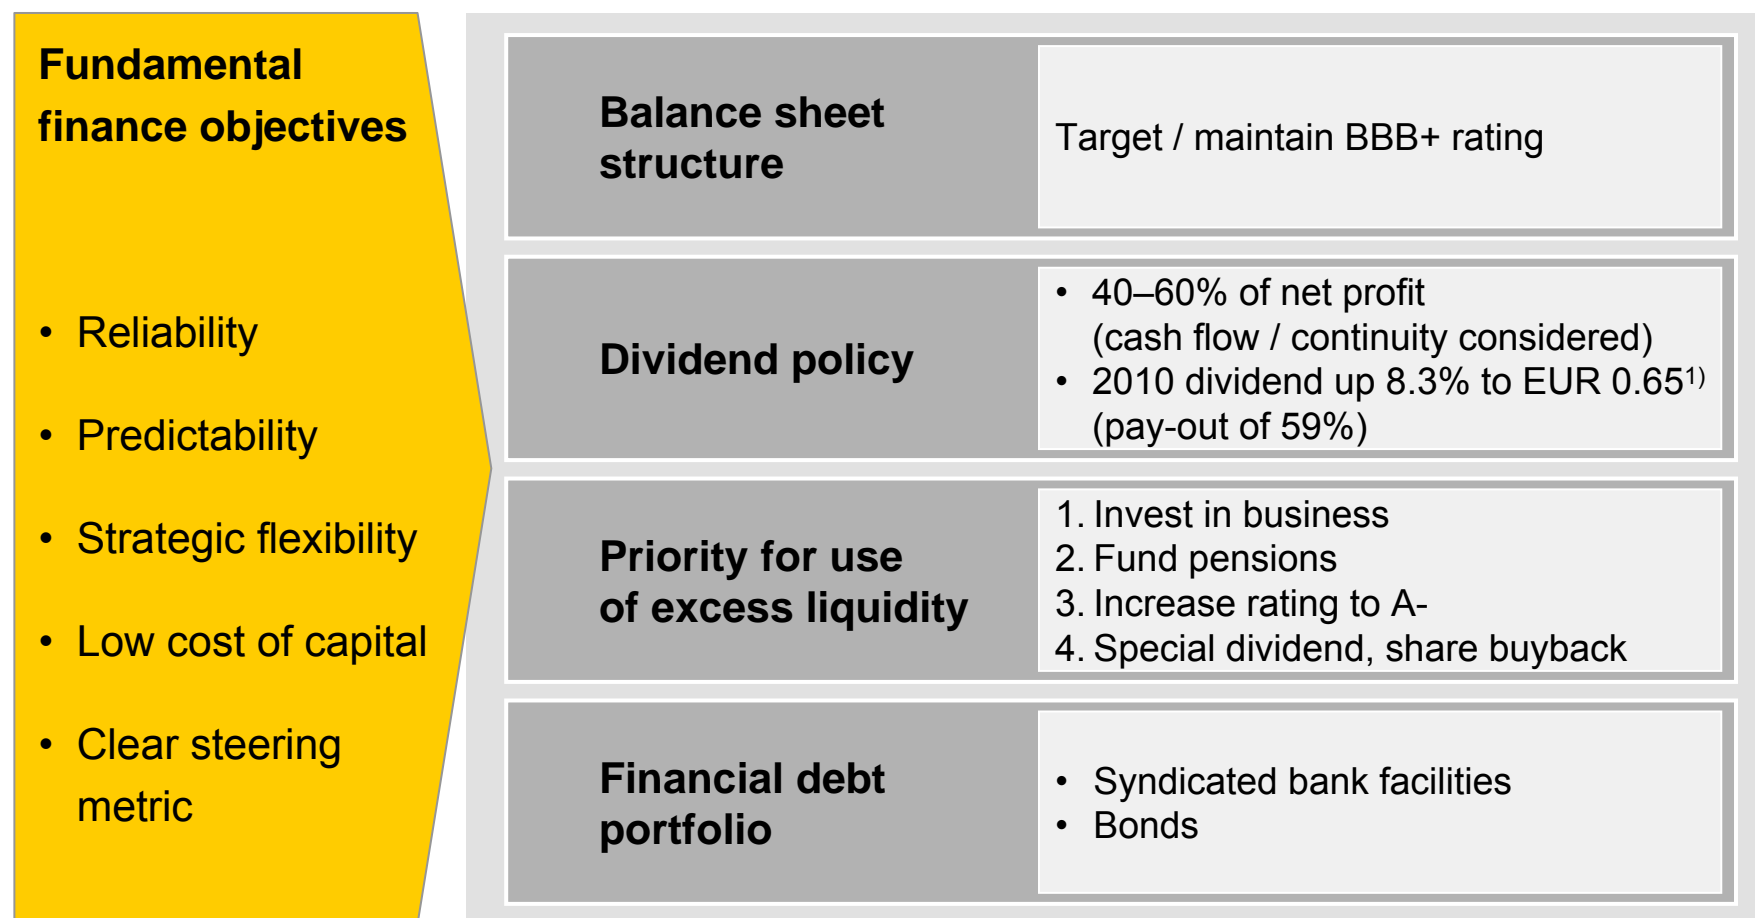 Fundamental
finance objectives
• Reliability
• Predictability
• Strategic flexibility
• Low cost of capital
• Clear steering
metric
Balance sheet
structure
Target / maintain BBB+ rating
Dividend policy
• 40–60% of net profit
(cash flow / continuity considered)
• 2010 dividend up 8.3% to EUR 0.65¹⁾
(pay-out of 59%)
Priority for use
of excess liquidity
1. Invest in business
2. Fund pensions
3. Increase rating to A-
4. Special dividend, share buyback
Financial debt
portfolio
• Syndicated bank facilities
• Bonds